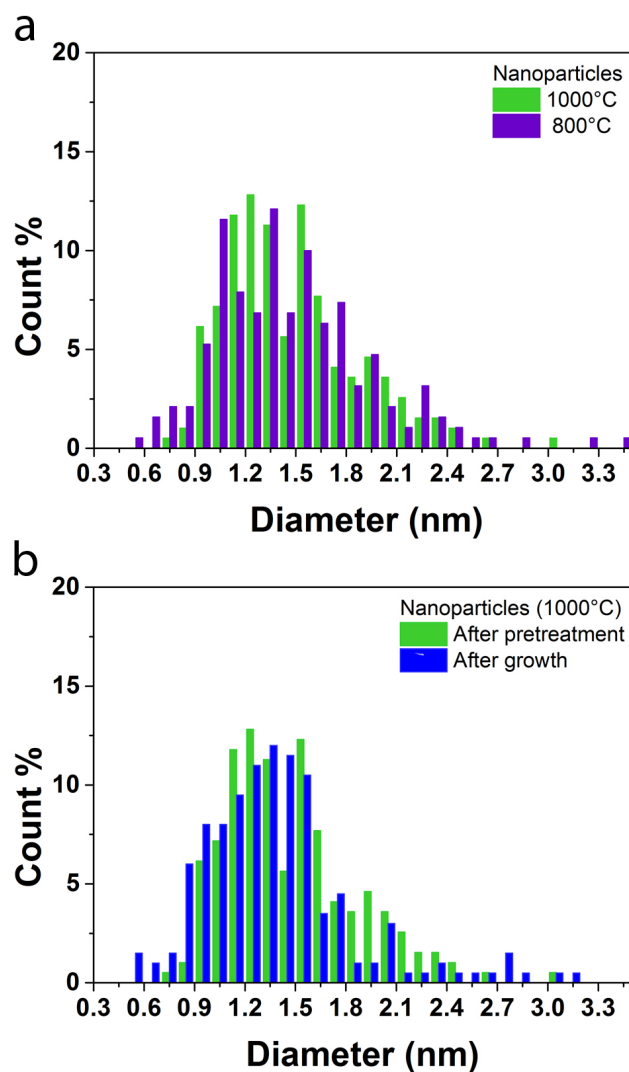 a
Nanoparticles
1000°C
800°C
20
15
10
5
0
Count %
0.3 0.6 0.9 1.2 1.5 1.8 2.1 2.4 2.7 3.0 3.3
Diameter (nm)
b
Nanoparticles (1000°C)
After pretreatment
After growth
20
15
10
5
0
Count %
0.3 0.6 0.9 1.2 1.5 1.8 2.1 2.4 2.7 3.0 3.3
Diameter (nm)